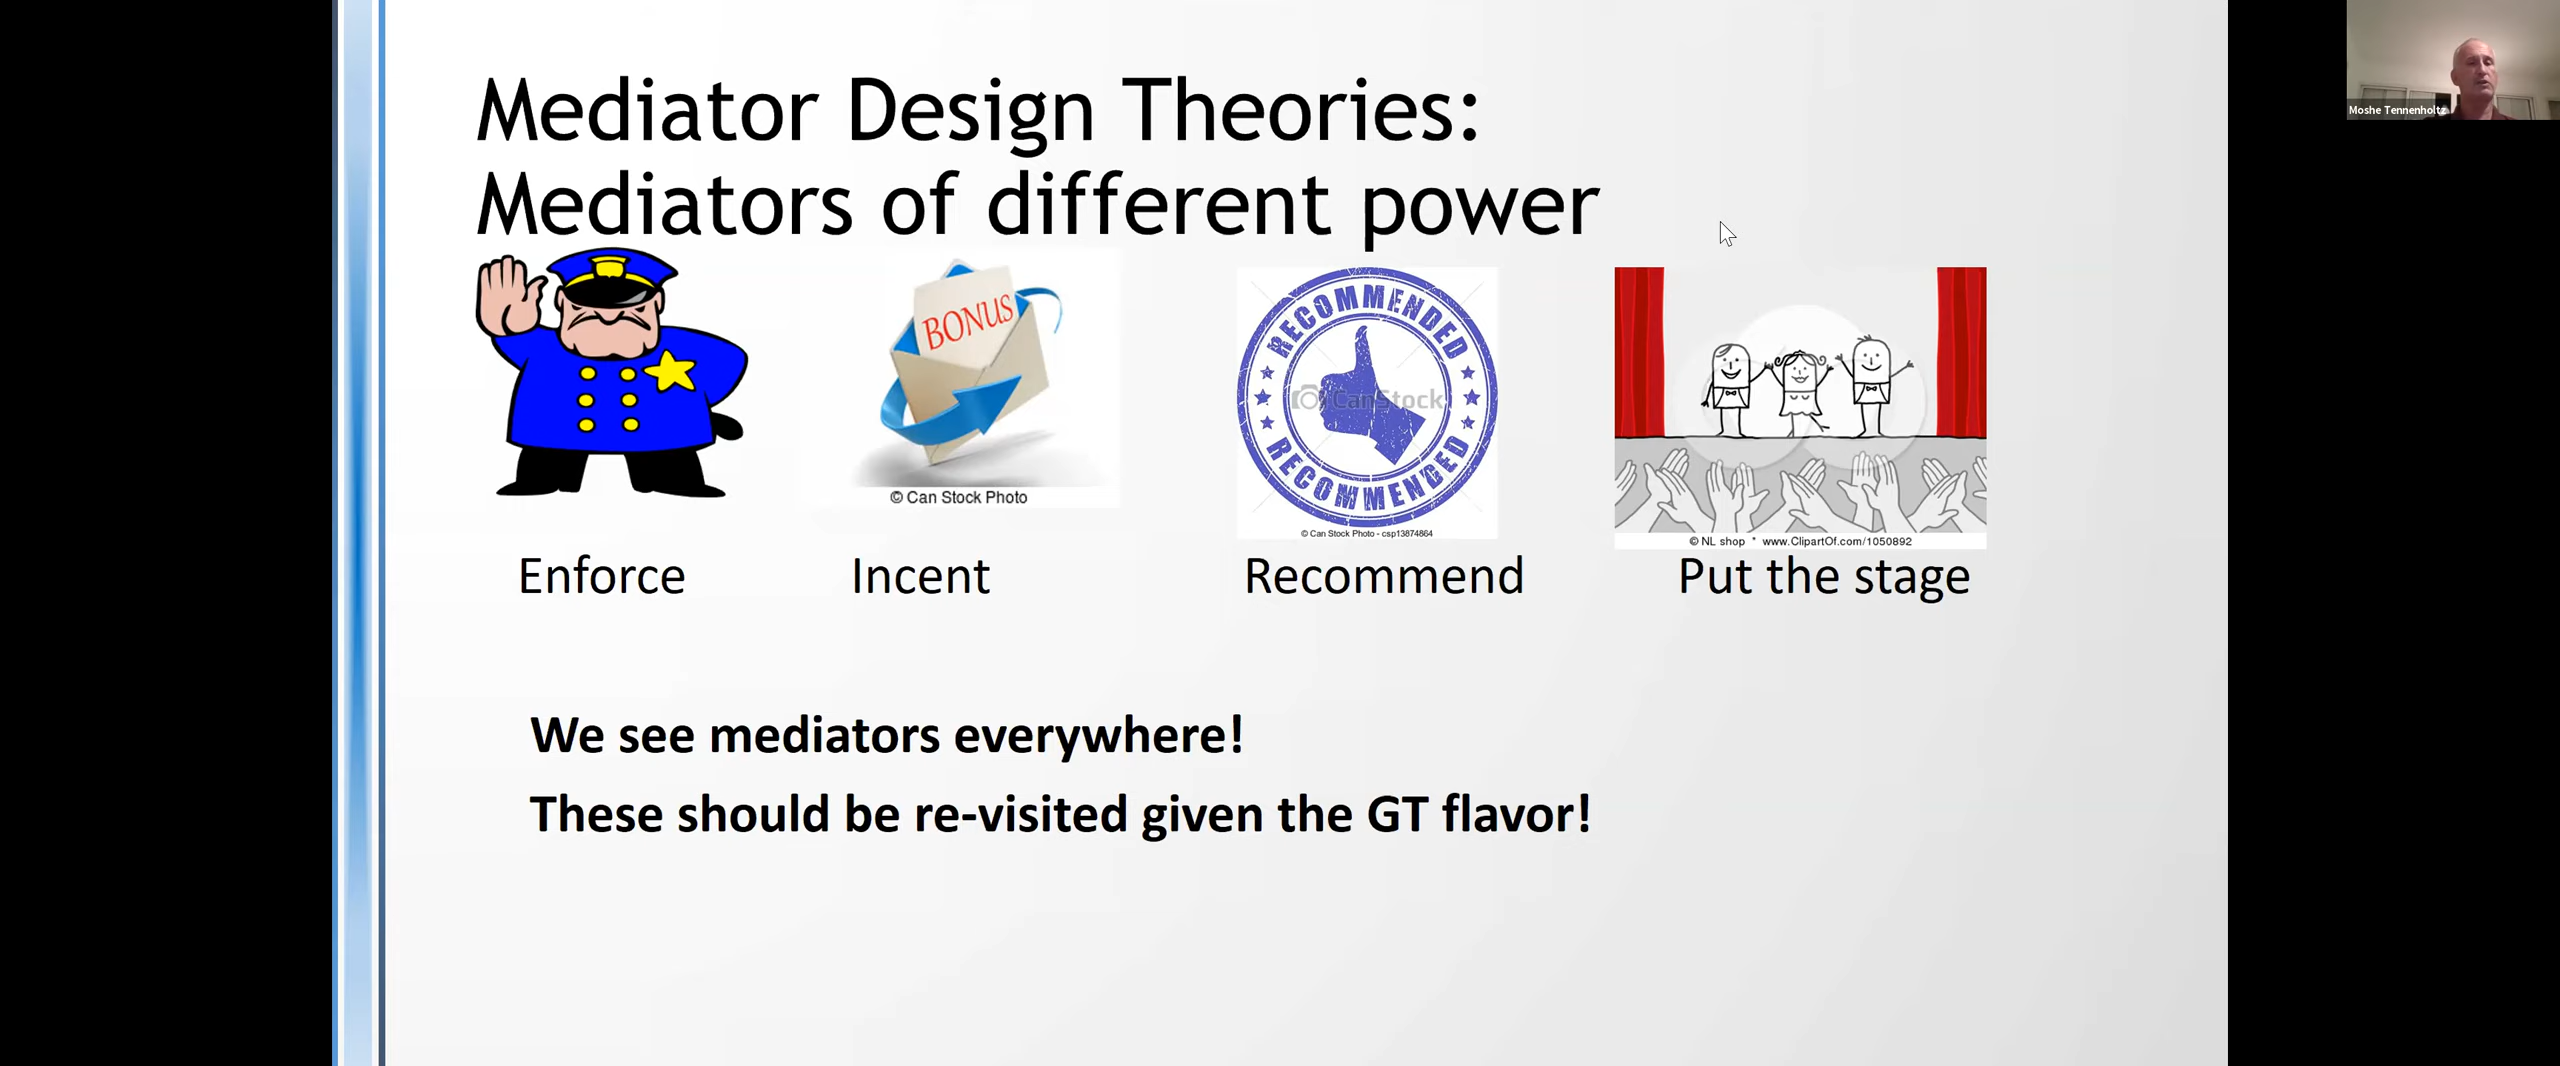 Mediator Design Theories:
Mediators of different power
Moshe Tennenholtz
BONUS
© Can Stock Photo
RECOMMENDED
CanStock
RECOMMENDED
© Can Stock Photo - csp13874864
© NL shop * www.ClipartOf.com/1050892
Enforce
Incent
Recommend
Put the stage
We see mediators everywhere!
These should be re-visited given the GT flavor!